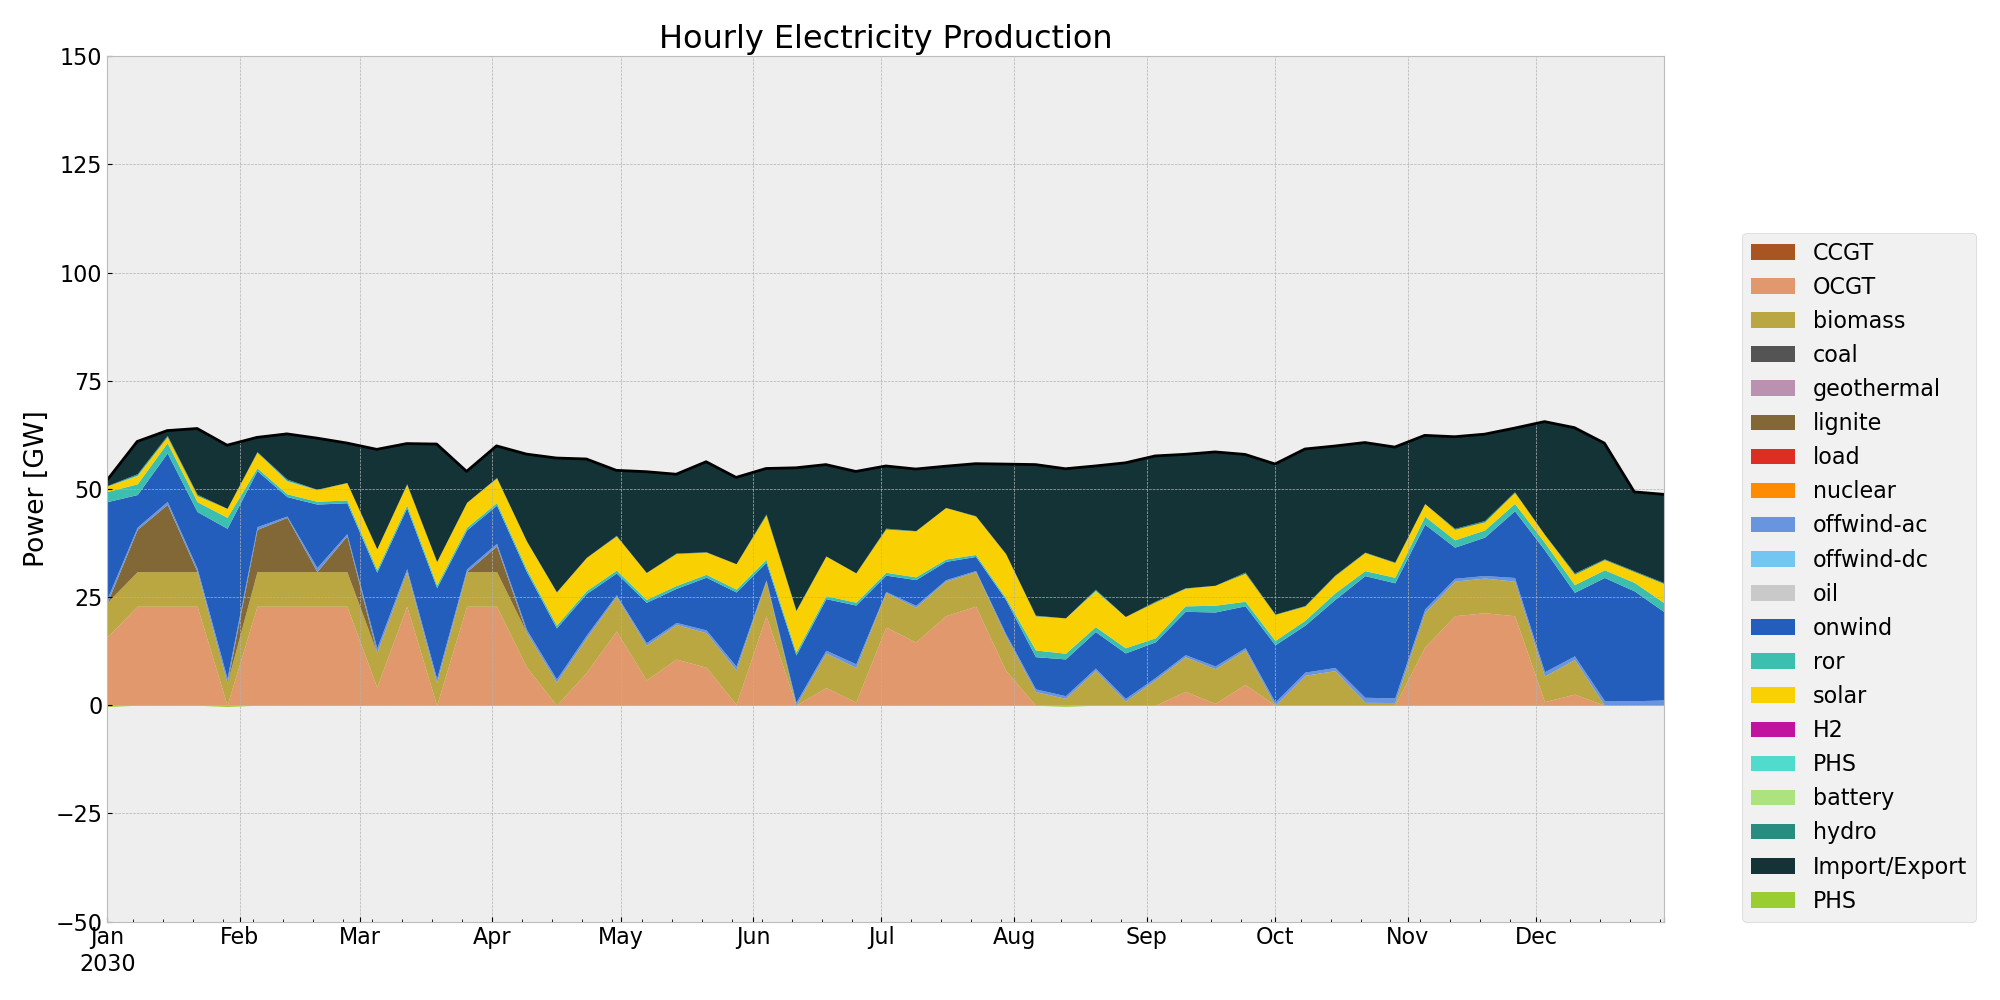 Hourly Electricity Production
Power [GW]
150
125
100
75
50
25
0
−25
−50
Jan
2030
Feb
Mar
Apr
May
Jun
Jul
Aug
Sep
Oct
Nov
Dec
CCGT
OCGT
biomass
coal
geothermal
lignite
load
nuclear
offwind-ac
offwind-dc
oil
onwind
ror
solar
H2
PHS
battery
hydro
Import/Export
PHS